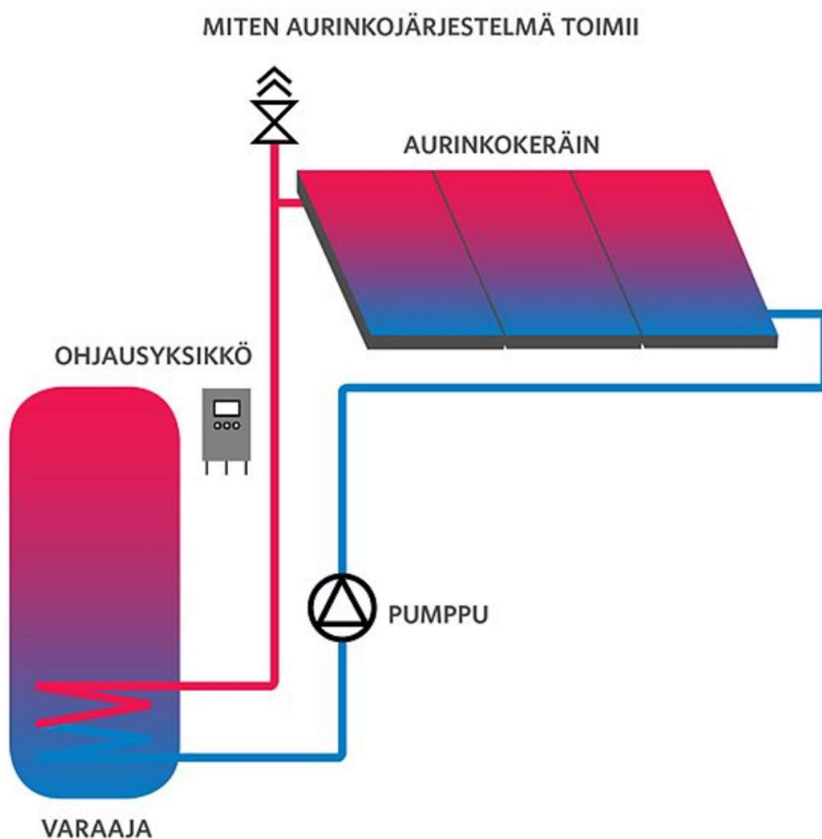 MITEN AURINKOJÄRJESTELMÄ TOIMII
AURINKOKERÄIN
OHJAUSYKSIKKÖ
PUMPPU
VARAAJA